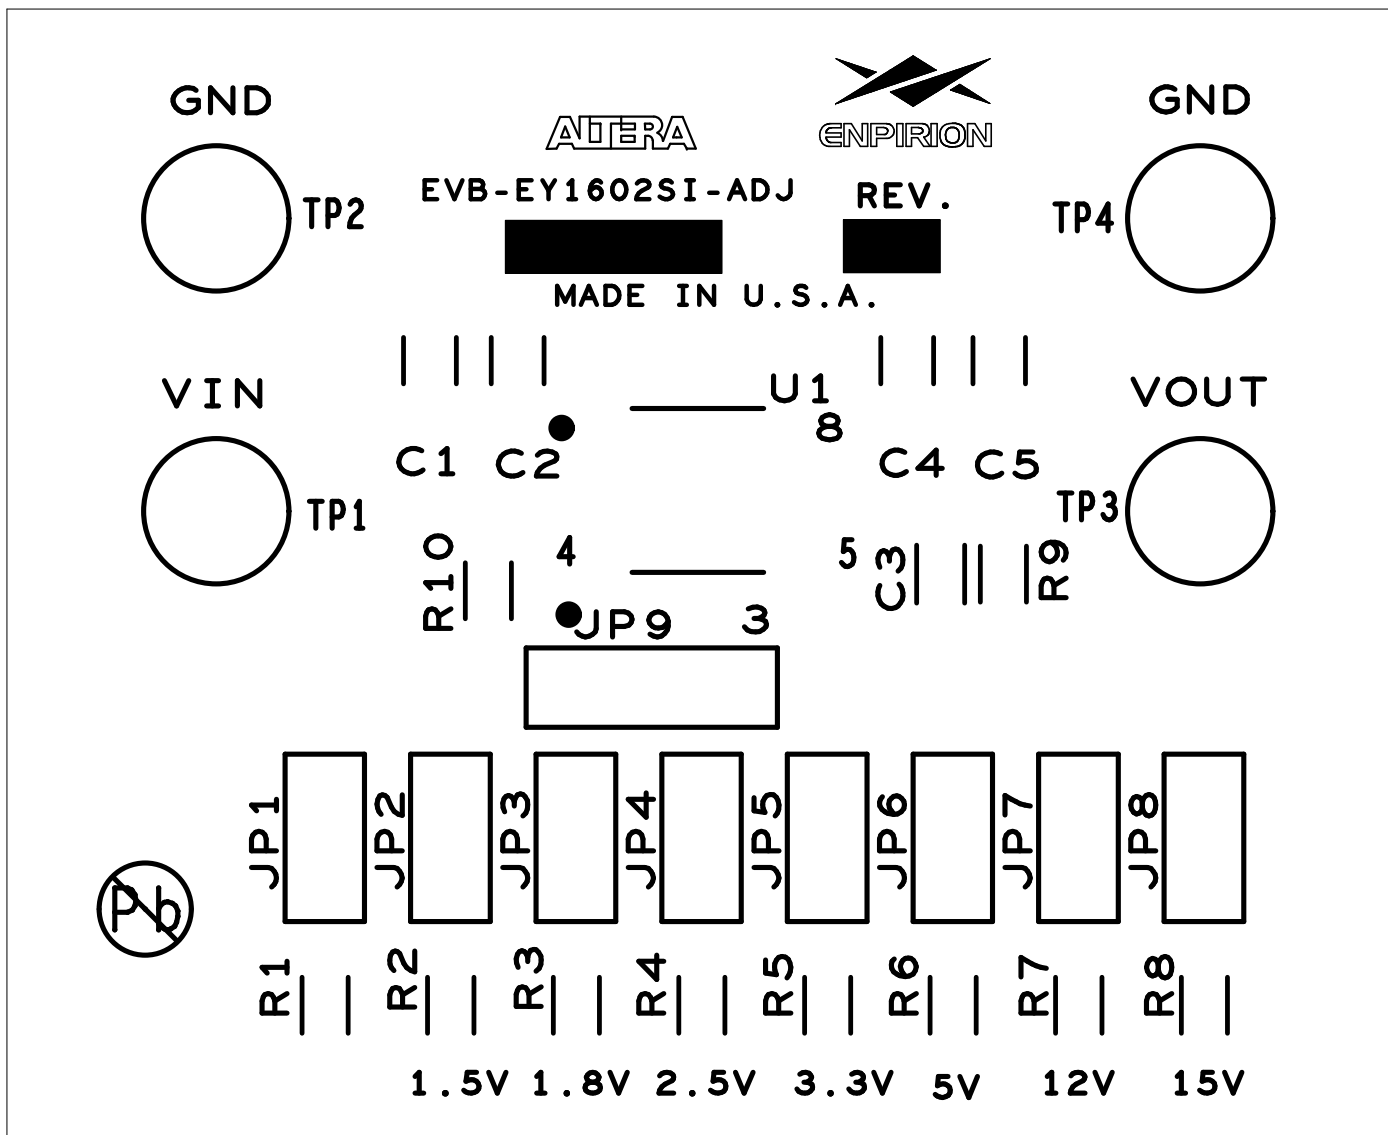 GND
GND
ALTERA
ENPIRION
EVB-EY1602SI-ADJ
REV.
TP2
TP4
MADE IN U.S.A.
VIN
U1
VOUT
8
C1
C2
C4
C5
TP1
TP3
R10
4
5
C3
R9
JP9
3
JP1
JP2
JP3
JP4
JP5
JP6
JP7
JP8
Pb
R1
R2
R3
R4
R5
R6
R7
R8
1.5V 1.8V 2.5V 3.3V 5V 12V 15V